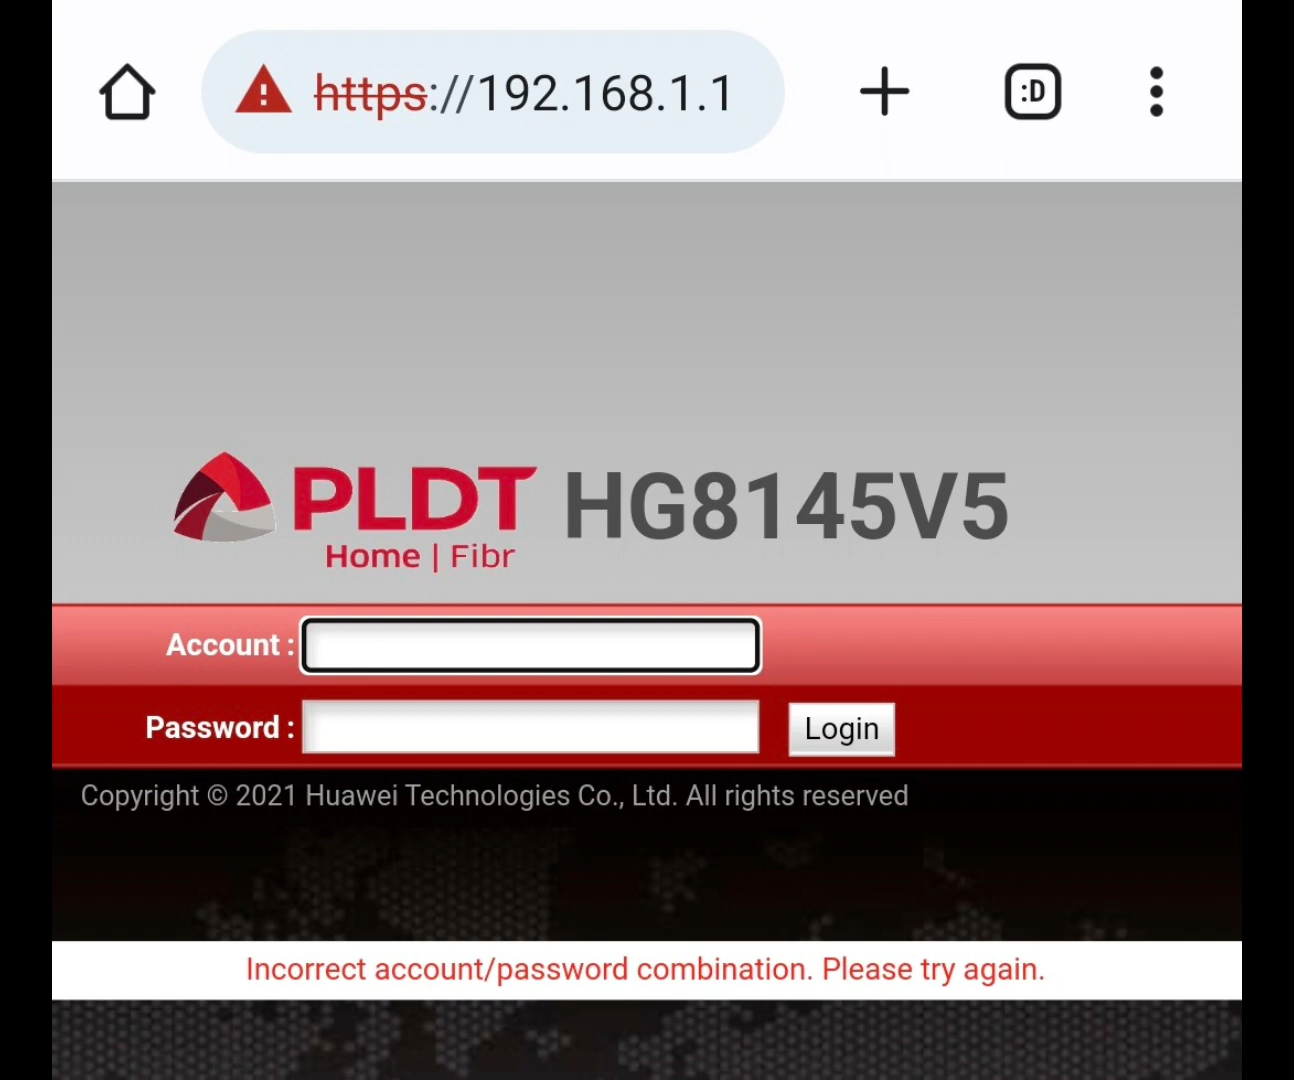 https://192.168.1.1
:D
PLDT HG8145V5
Home | Fibr
Account :
Password :
Login
Copyright © 2021 Huawei Technologies Co., Ltd. All rights reserved
Incorrect account/password combination. Please try again.